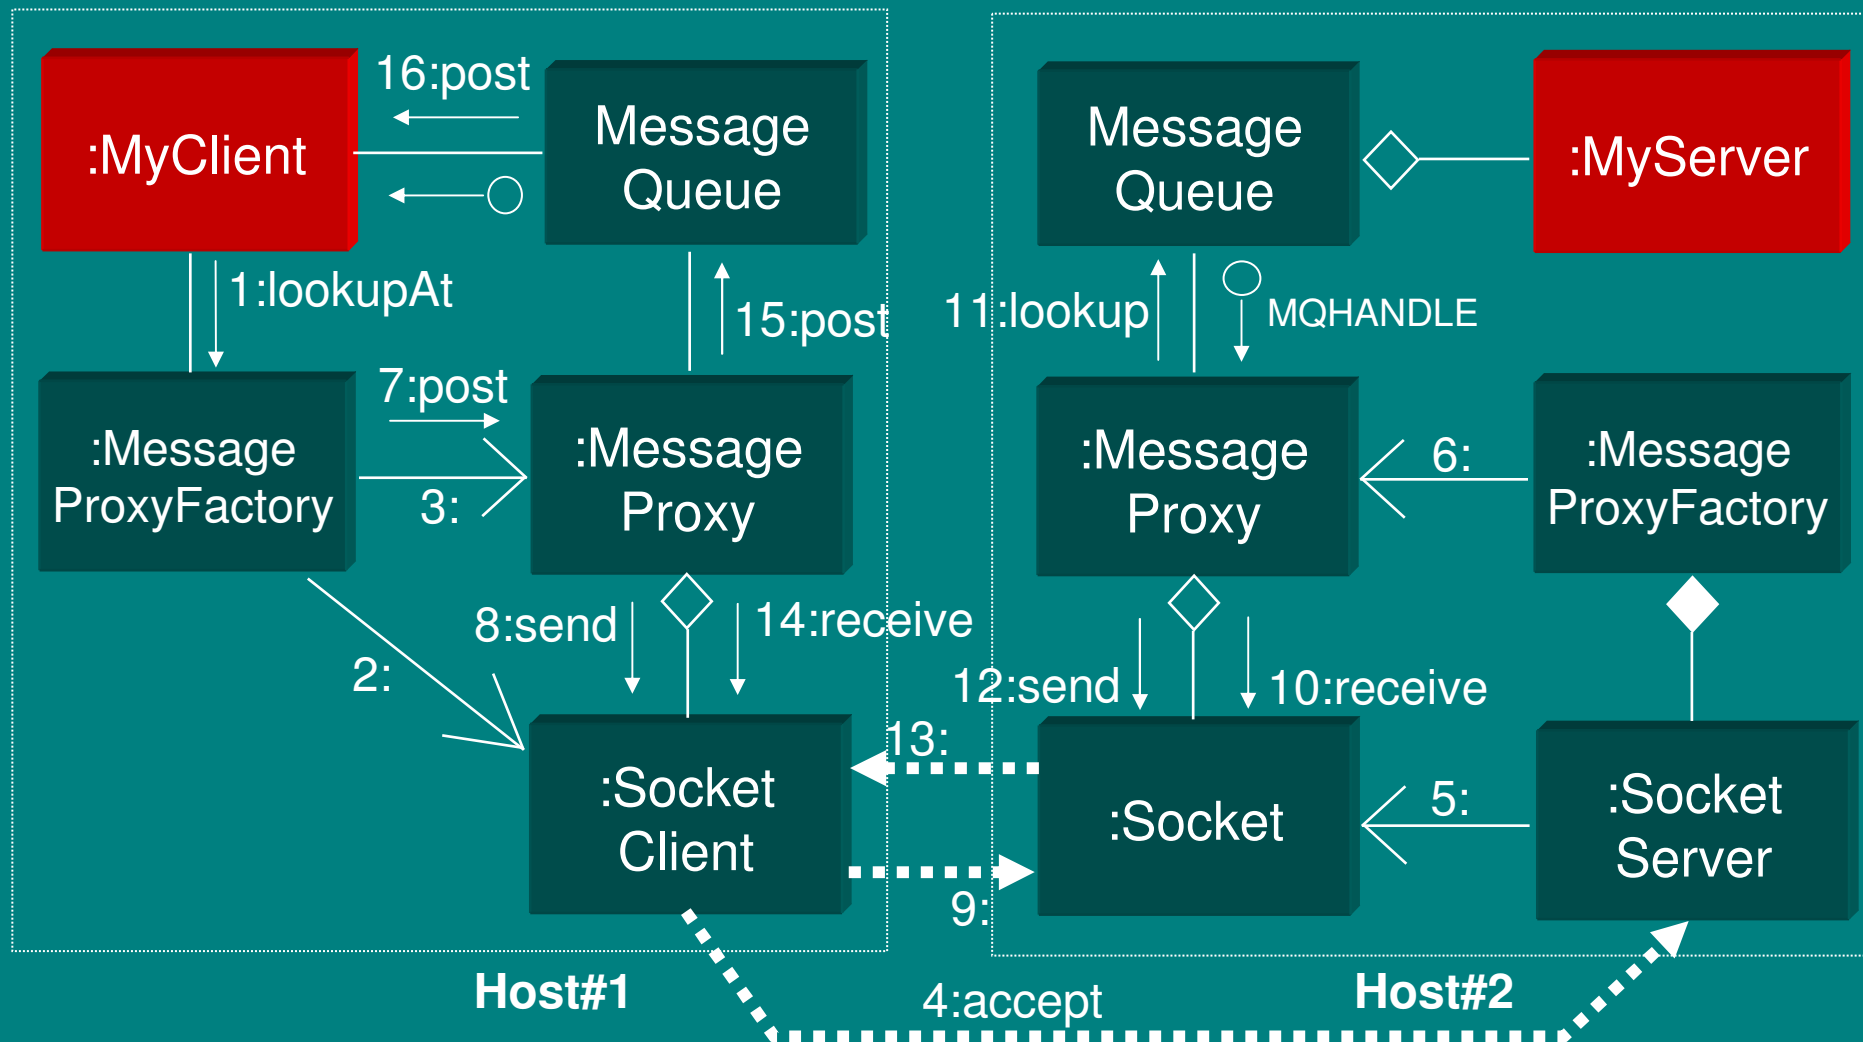 16:post
:MyClient
Message
Queue
Message
Queue
:MyServer
1:lookupAt
15:post
11:lookup
MQHANDLE
7:post
:Message
ProxyFactory
3:
:Message
Proxy
:Message
Proxy
6:
:Message
ProxyFactory
8:send
14:receive
2:
12:send
10:receive
13:
:Socket
Client
:Socket
5:
:Socket
Server
9:
Host#1
4:accept
Host#2